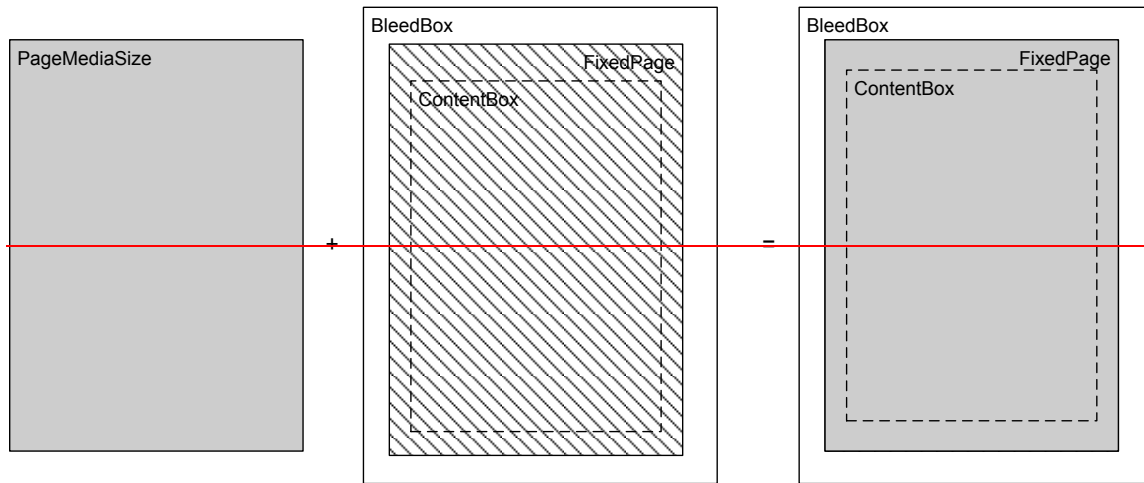 PageMediaSize
+
BleedBox
FixedPage
ContentBox
=
BleedBox
FixedPage
ContentBox